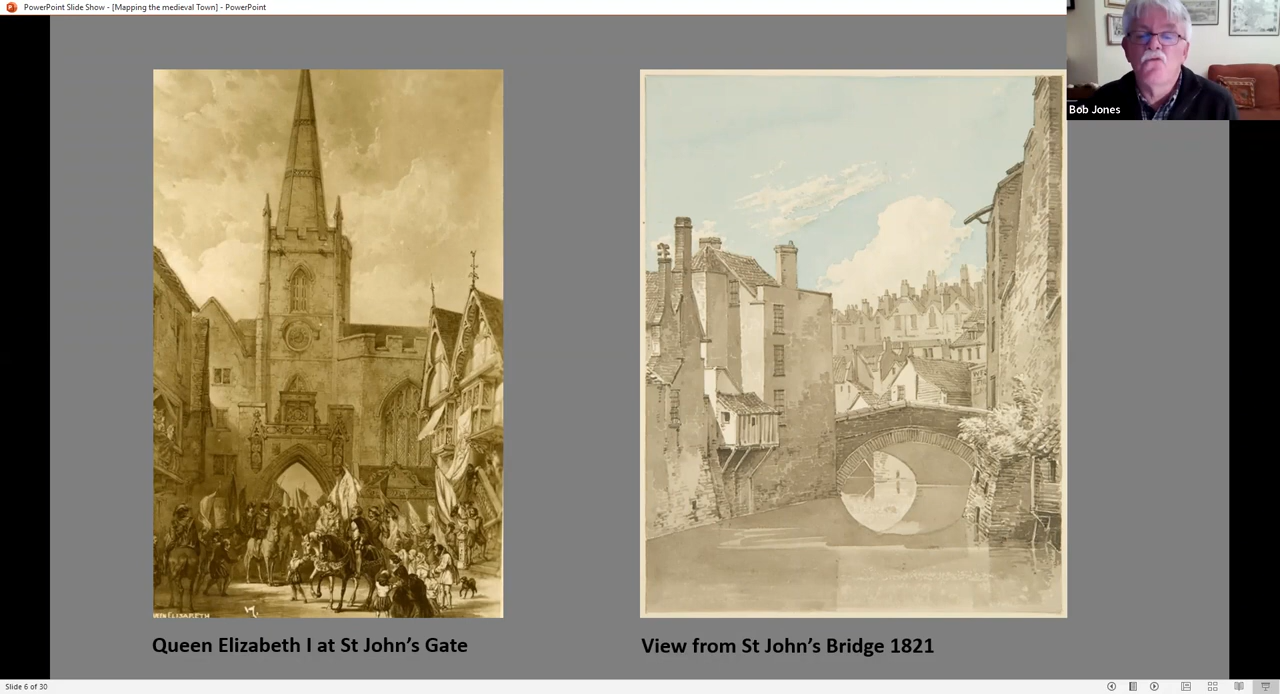 PowerPoint Slide Show - [Mapping the medieval Town] - PowerPoint
Bob Jones
Queen Elizabeth I at St John's Gate
View from St John's Bridge 1821
Slide 6 of 30